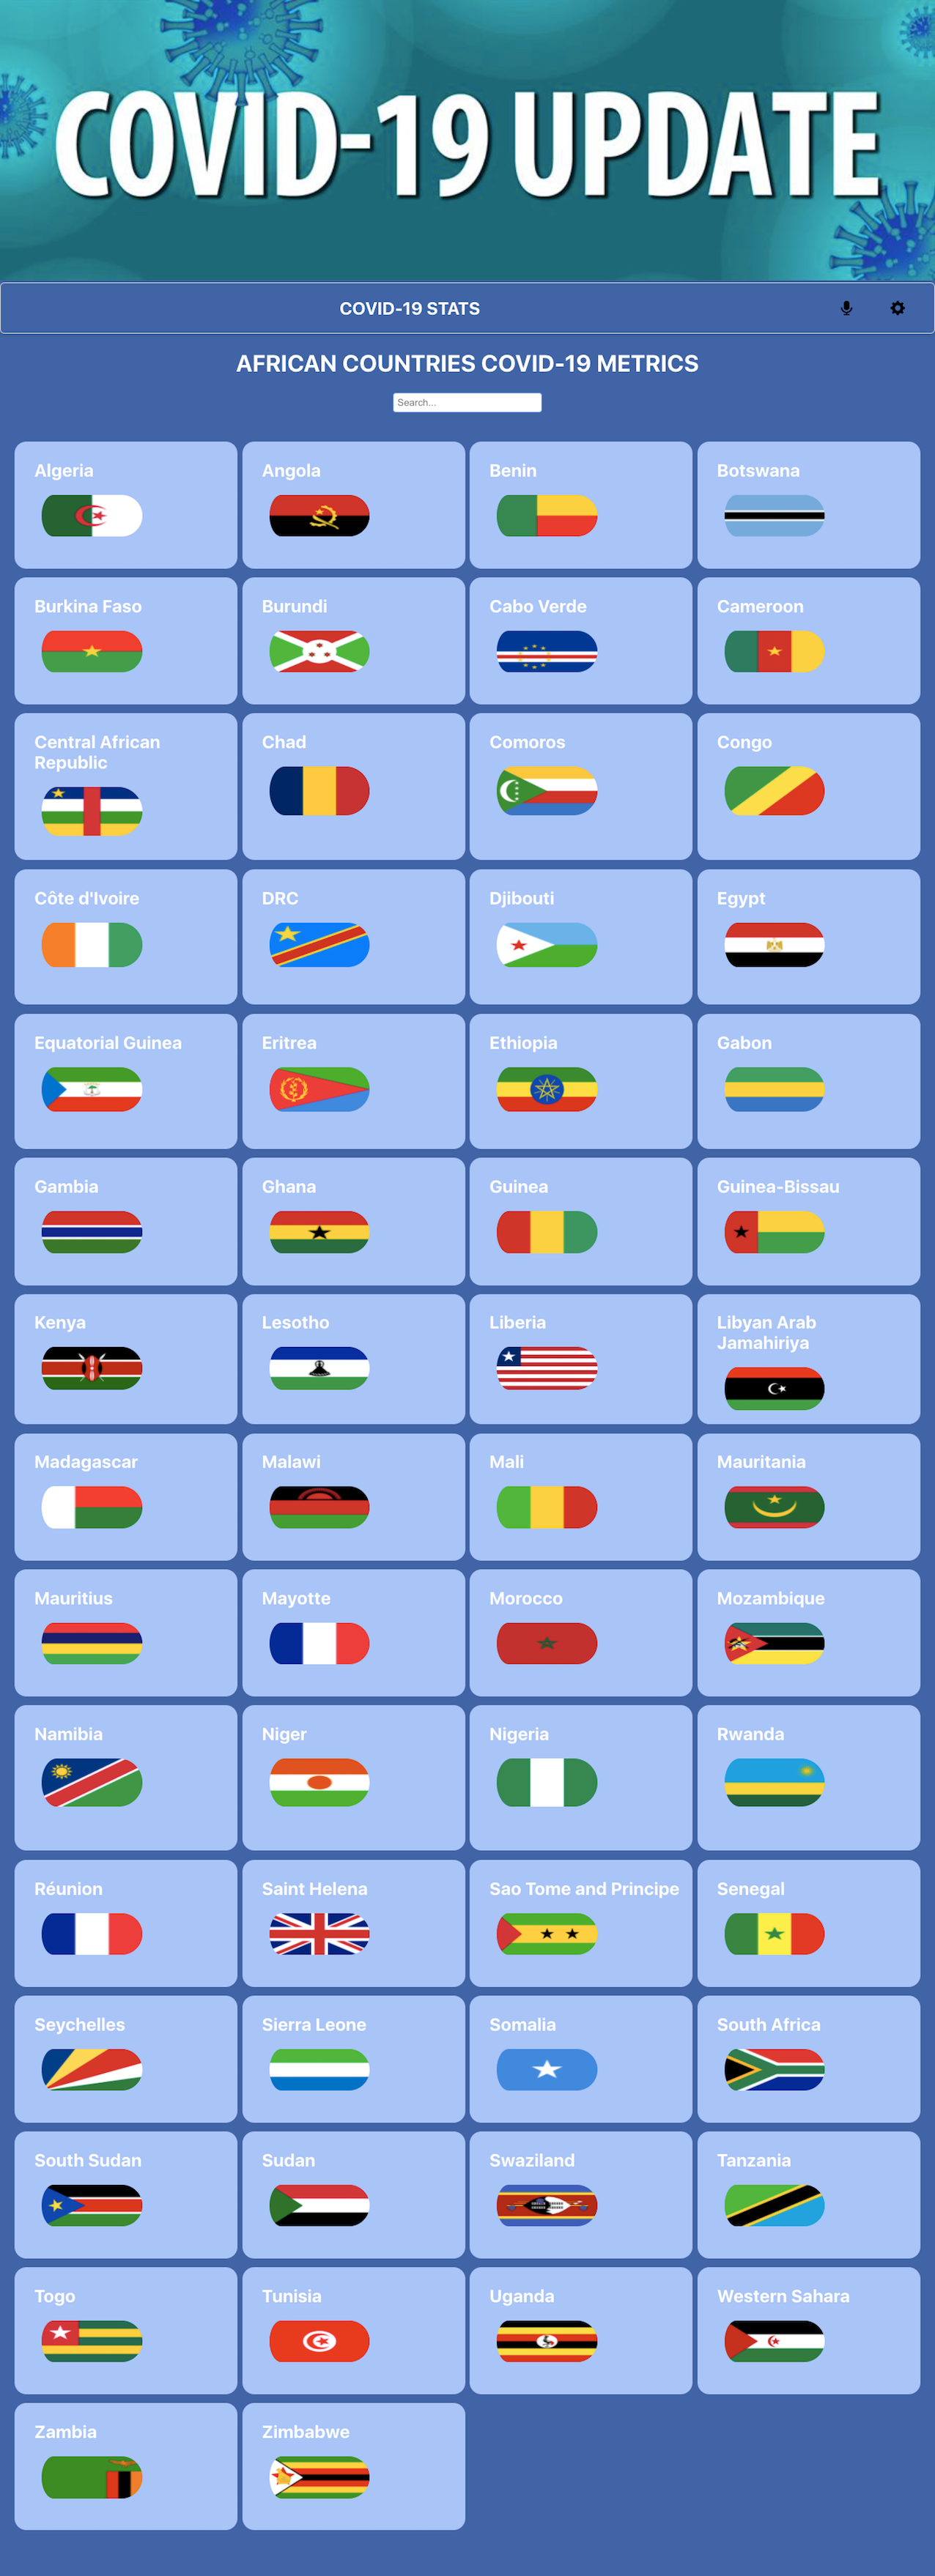 COVID-19 UPDATE
COVID-19 STATS
AFRICAN COUNTRIES COVID-19 METRICS
Search...
Algeria
Angola
Benin
Botswana
Burkina Faso
Burundi
Cabo Verde
Cameroon
Central African
Republic
Chad
Comoros
Congo
Côte d'Ivoire
DRC
Djibouti
Egypt
Equatorial Guinea
Eritrea
Ethiopia
Gabon
Gambia
Ghana
Guinea
Guinea-Bissau
Kenya
Lesotho
Liberia
Libyan Arab
Jamahiriya
Madagascar
Malawi
Mali
Mauritania
Mauritius
Mayotte
Morocco
Mozambique
Namibia
Niger
Nigeria
Rwanda
Réunion
Saint Helena
Sao Tome and Principe
Senegal
Seychelles
Sierra Leone
Somalia
South Africa
South Sudan
Sudan
Swaziland
Tanzania
Togo
Tunisia
Uganda
Western Sahara
Zambia
Zimbabwe